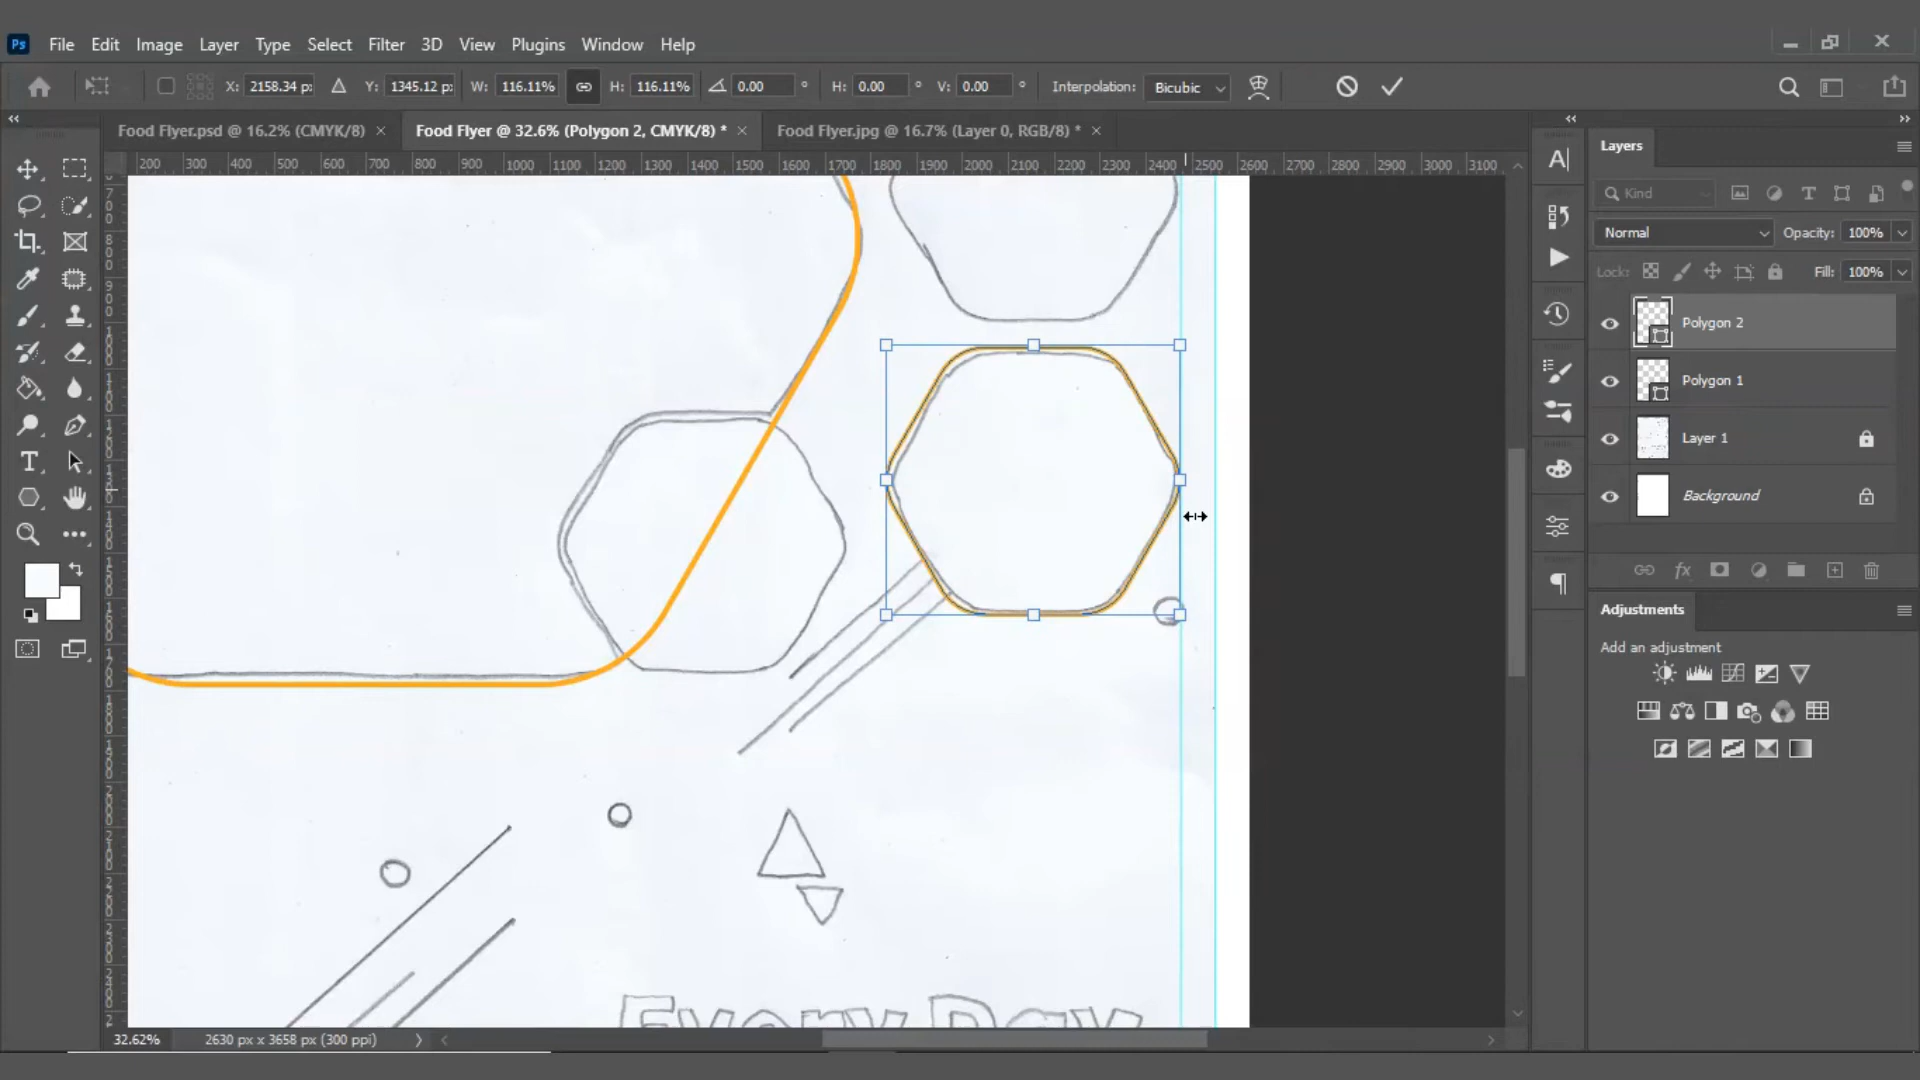 Ps File Edit Image Layer Type Select Filter 3D View Plugins Window Help
X: 2158.34 p Y: 1345.12 p W: 116.11% H: 116.11% 0.00 ° H: 0.00 ° V: 0.00 ° Interpolation: Bicubic
Food Flyer.psd @ 16.2% (CMYK/8) × Food Flyer @ 32.6% (Polygon 2, CMYK/8) * × Food Flyer.jpg @ 16.7% (Layer 0, RGB/8) * ×
200 300 400 500 600 700 800 900 1000 1100 1200 1300 1400 1500 1600 1700 1800 1900 2000 2100 2200 2300 2400 2500 2600 2700 2800 2900 3000 3100
Layers
Kind
Normal Opacity: 100%
Lock: Fill: 100%
Polygon 2
Polygon 1
Layer 1
Background
Adjustments
Add an adjustment
Every Day
32.62% 2630 px x 3658 px (300 ppi)